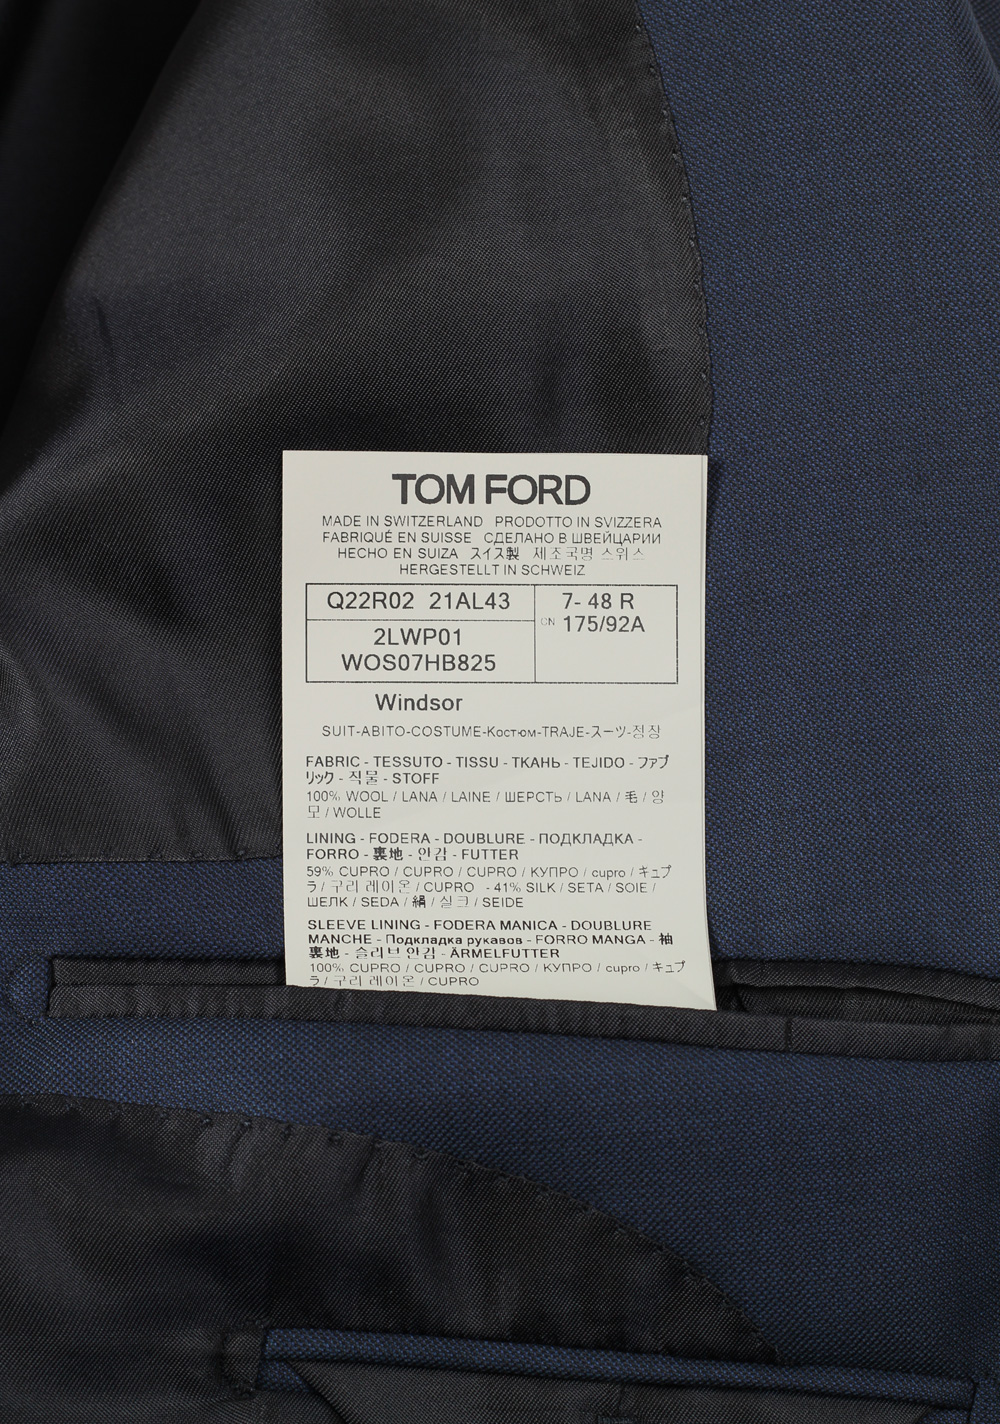 TOM FORD
MADE IN SWITZERLAND PRODOTTO IN SVIZZERA
FABRIQUÉ EN SUISSE СДЕЛАНО В ШВЕЙЦАРИИ
HECHO EN SUIZA スイス製 제조국명 스위스
HERGESTELLT IN SCHWEIZ
Q22R02 21AL43
7- 48 R
CN 175/92A
2LWP01
WOS07HB825
Windsor
SUIT-ABITO-COSTUME-Костюм-TRAJE-スーツ-정장
FABRIC - TESSUTO - TISSU - ТКАНЬ - TEJIDO - ファブ
リック - 직물 - STOFF
100% WOOL / LANA / LAINE / ШЕРСТЬ / LANA / 毛 / 양
모 / WOLLE
LINING - FODERA - DOUBLURE - ПОДКЛАДКА -
FORRO - 裏地 - 안감 - FUTTER
59% CUPRO / CUPRO / CUPRO / КУПРО / cupro / キュプ
ラ / 구리 레이온 / CUPRO - 41% SILK / SETA / SOIE /
ШЕЛК / SEDA / 絹 / 실크 / SEIDE
SLEEVE LINING - FODERA MANICA - DOUBLURE
MANCHE - Подкладка рукавов - FORRO MANGA - 袖
裏地 - 슬리브 안감 - ÄRMELFUTTER
100% CUPRO / CUPRO / CUPRO / КУПРО / cupro / キュプ
ラ / 구리 레이온 / CUPRO